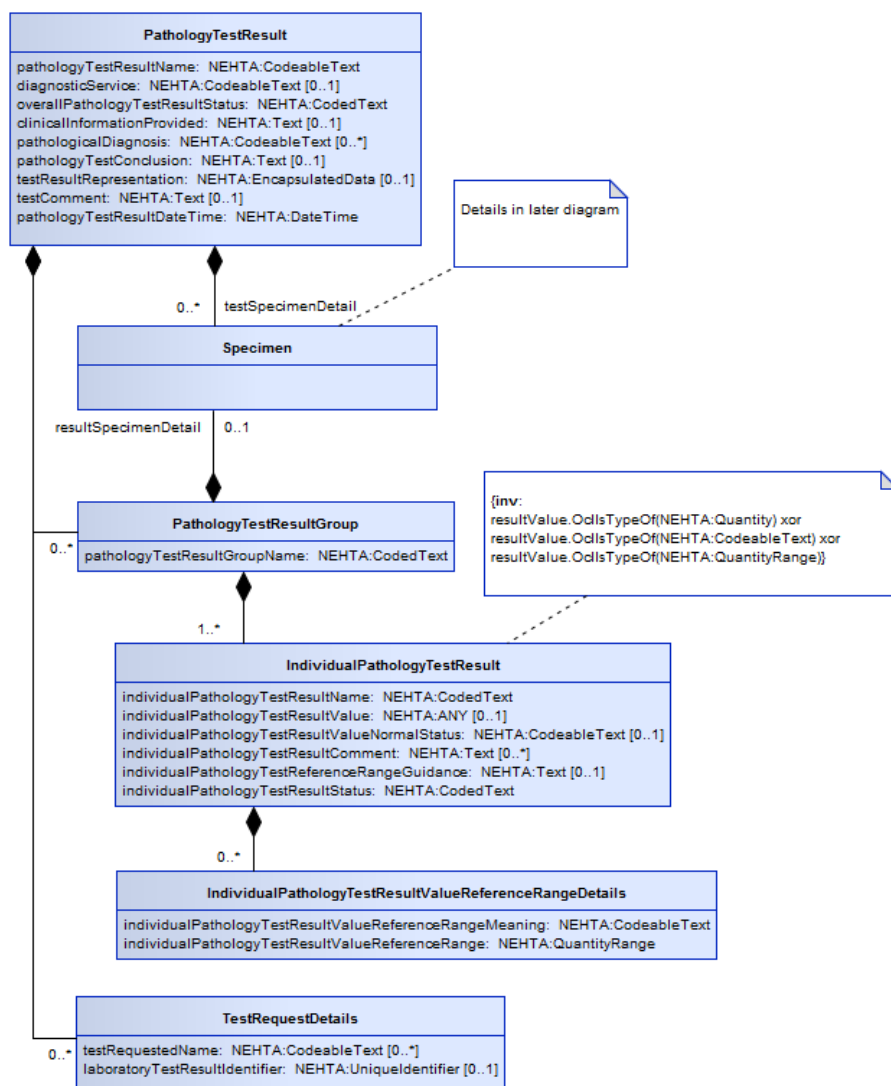 PathologyTestResult
pathologyTestResultName: NEHTA:CodeableText
diagnosticService: NEHTA:CodeableText [0..1]
overallPathologyTestResultStatus: NEHTA:CodedText
clinicalInformationProvided: NEHTA:Text [0..1]
pathologicalDiagnosis: NEHTA:CodeableText [0..*]
pathologyTestConclusion: NEHTA:Text [0..1]
testResultRepresentation: NEHTA:EncapsulatedData [0..1]
testComment: NEHTA:Text [0..1]
pathologyTestResultDateTime: NEHTA:DateTime
Details in later diagram
0..* testSpecimenDetail
Specimen
resultSpecimenDetail 0..1
{inv:
resultValue.OclIsTypeOf(NEHTA:Quantity) xor
resultValue.OclIsTypeOf(NEHTA:CodeableText) xor
resultValue.OclIsTypeOf(NEHTA:QuantityRange)}
PathologyTestResultGroup
0..*
pathologyTestResultGroupName: NEHTA:CodedText
1..*
IndividualPathologyTestResult
individualPathologyTestResultName: NEHTA:CodedText
individualPathologyTestResultValue: NEHTA:ANY [0..1]
individualPathologyTestResultValueNormalStatus: NEHTA:CodeableText [0..1]
individualPathologyTestResultComment: NEHTA:Text [0..*]
individualPathologyTestReferenceRangeGuidance: NEHTA:Text [0..1]
individualPathologyTestResultStatus: NEHTA:CodedText
0..*
IndividualPathologyTestResultValueReferenceRangeDetails
individualPathologyTestResultValueReferenceRangeMeaning: NEHTA:CodeableText
individualPathologyTestResultValueReferenceRange: NEHTA:QuantityRange
TestRequestDetails
0..*
testRequestedName: NEHTA:CodeableText [0..*]
laboratoryTestResultIdentifier: NEHTA:UniqueIdentifier [0..1]